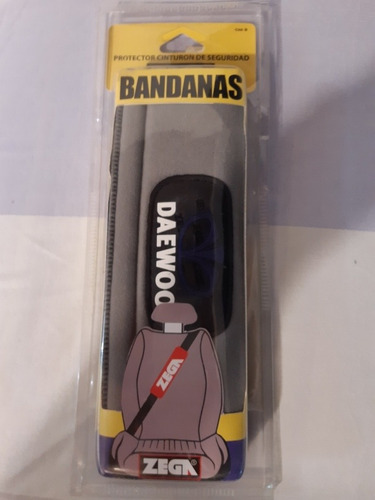 PROTECTOR CINTURON DE SEGURIDAD
BANDANAS
DAEWOO
ZEGA
ZEGA